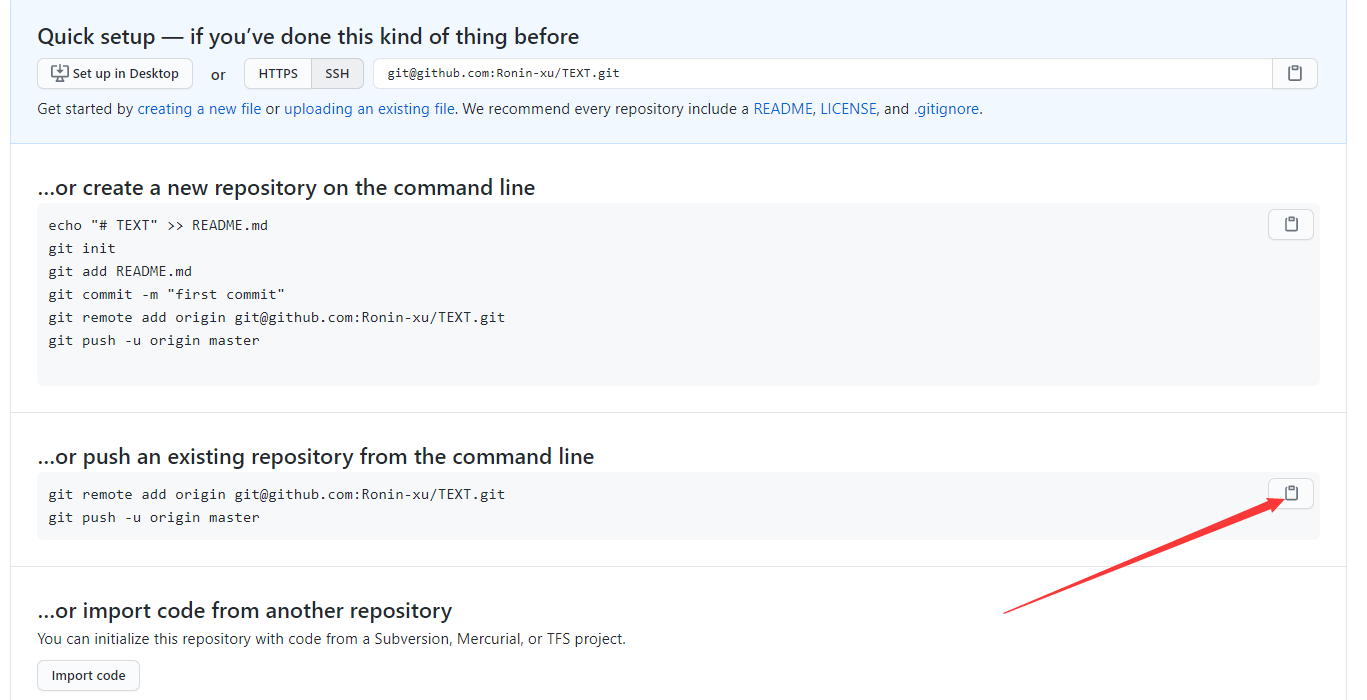 Quick setup — if you’ve done this kind of thing before
Set up in Desktop or HTTPS SSH git@github.com:Ronin-xu/TEXT.git
Get started by creating a new file or uploading an existing file. We recommend every repository include a README, LICENSE, and .gitignore.
…or create a new repository on the command line
echo "# TEXT" >> README.md
git init
git add README.md
git commit -m "first commit"
git remote add origin git@github.com:Ronin-xu/TEXT.git
git push -u origin master
…or push an existing repository from the command line
git remote add origin git@github.com:Ronin-xu/TEXT.git
git push -u origin master
…or import code from another repository
You can initialize this repository with code from a Subversion, Mercurial, or TFS project.
Import code